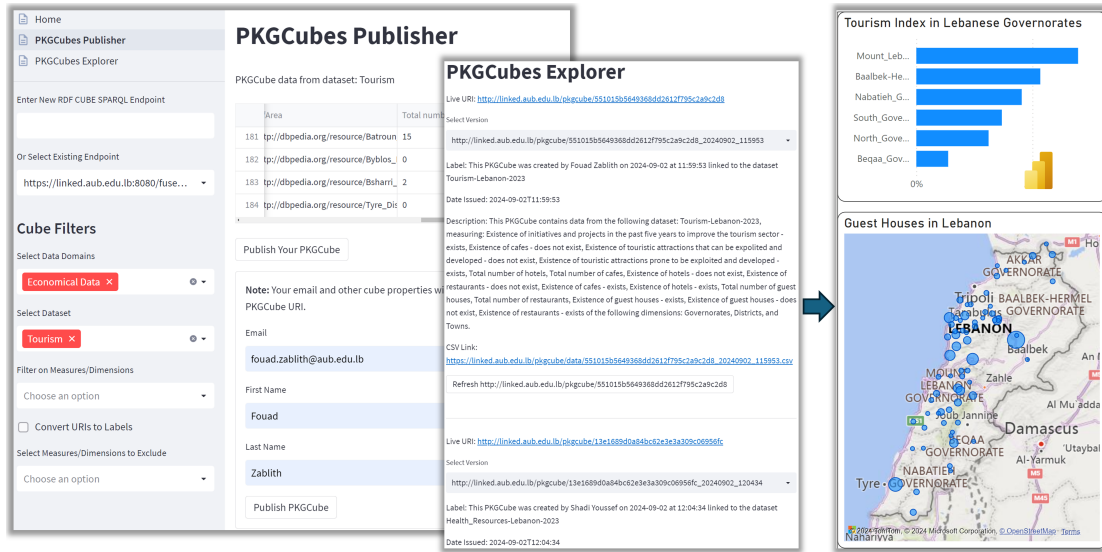 Home
PKGCubes Publisher
PKGCubes Explorer
Enter New RDF CUBE SPARQL Endpoint
Or Select Existing Endpoint
https://linked.aub.edu.lb:8080/fuse...
Cube Filters
Select Data Domains
Economical Data ×
Select Dataset
Tourism ×
Filter on Measures/Dimensions
Choose an option
Convert URIs to Labels
Select Measures/Dimensions to Exclude
Choose an option
PKGCubes Publisher
PKGCube data from dataset: Tourism
Area Total numb
181 tp://dbpedia.org/resource/Batroun 15
182 tp://dbpedia.org/resource/Byblos_ 0
183 tp://dbpedia.org/resource/Bsharri_ 2
184 tp://dbpedia.org/resource/Tyre_Dis 0
Publish Your PKGCube
Note: Your email and other cube properties wi
PKGCube URI.
Email
fouad.zablith@aub.edu.lb
First Name
Fouad
Last Name
Zablith
Publish PKGCube
PKGCubes Explorer
Live URI: http://linked.aub.edu.lb/pkgcube/551015b5649368dd2612f795c2a9c2d8
Select Version
http://linked.aub.edu.lb/pkgcube/551015b5649368dd2612f795c2a9c2d8_20240902_115953
Label: This PKGCube was created by Fouad Zablith on 2024-09-02 at 11:59:53 linked to the dataset
Tourism-Lebanon-2023
Date Issued: 2024-09-02T11:59:53
Description: This PKGCube contains data from the following dataset: Tourism-Lebanon-2023,
measuring: Existence of initiatives and projects in the past five years to improve the tourism sector -
exists, Existence of cafes - does not exist, Existence of touristic attractions that can be expolited and
developed - does not exist, Existence of touristic attractions prone to be exploited and developed -
exists, Total number of hotels, Total number of cafes, Existence of hotels - does not exist, Existence of
restaurants - does not exist, Existence of cafes - exists, Existence of hotels - exists, Total number of guest
houses, Total number of restaurants, Existence of guest houses - exists, Existence of guest houses - does
not exist, Existence of restaurants - exists of the following dimensions: Governorates, Districts, and
Towns.
CSV Link:
https://linked.aub.edu.lb/pkgcube/data/551015b5649368dd2612f795c2a9c2d8_20240902_115953.csv
Refresh http://linked.aub.edu.lb/pkgcube/551015b5649368dd2612f795c2a9c2d8
Live URI: http://linked.aub.edu.lb/pkgcube/13e1689d0a84bc62e3e3a309c06956fc
Select Version
http://linked.aub.edu.lb/pkgcube/13e1689d0a84bc62e3e3a309c06956fc_20240902_120434
Label: This PKGCube was created by Shadi Youssef on 2024-09-02 at 12:04:34 linked to the dataset
Health_Resources-Lebanon-2023
Date Issued: 2024-09-02T12:04:34
Tourism Index in Lebanese Governorates
Mount_Leb...
Baalbek-He...
Nabatieh_G...
South_Gove...
North_Gove...
Beqaa_Gov...
0%
Guest Houses in Lebanon
M1 Ho
AKKAR
GOVERNORATE
Tripoli
Tarabulus
BAALBEK-HERMEL
GOVERNORATE
LEBANON
Baalbek
An
MOUNT
LEBANON
GOVERNORATE
Zahle
Al Mu'adda
Joub Jannine
Damascus
BEQAA
GOVERNORATE
'Utaybal
Al-Yarmuk
NABATIEH
GOVERNORATE
M5
Tyre
M45
© 2024 TomTom, © 2024 Microsoft Corporation, © OpenStreetMap Terms
Nahariyya